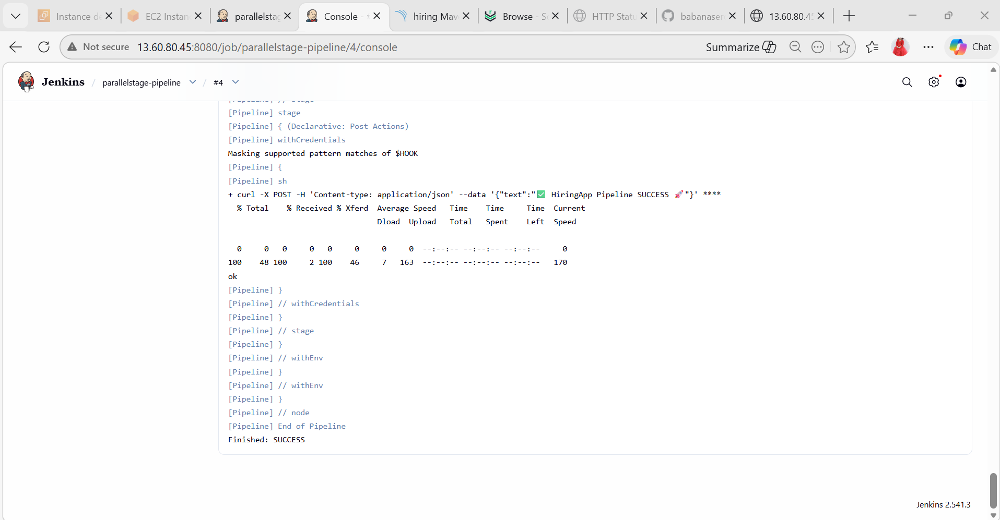 Instance de
EC2 Instan
parallelstag
Console - #
hiring Mav
Browse - S
HTTP Statu
babanasen
13.60.80.45
Not secure 13.60.80.45:8080/job/parallelstage-pipeline/4/console
Summarize
Chat
Jenkins / parallelstage-pipeline / #4
[Pipeline] // stage
[Pipeline] stage
[Pipeline] { (Declarative: Post Actions)
[Pipeline] withCredentials
Masking supported pattern matches of $HOOK
[Pipeline] {
[Pipeline] sh
+ curl -X POST -H 'Content-type: application/json' --data '{"text":"✅ HiringApp Pipeline SUCCESS 🚀"}' ****
% Total % Received % Xferd Average Speed Time Time Time Current
Dload Upload Total Spent Left Speed
0 0 0 0 0 0 0 0 --:--:-- --:--:-- --:--:-- 0
100 48 100 2 100 46 7 163 --:--:-- --:--:-- --:--:-- 170
ok
[Pipeline] }
[Pipeline] // withCredentials
[Pipeline] }
[Pipeline] // stage
[Pipeline] }
[Pipeline] // withEnv
[Pipeline] }
[Pipeline] // withEnv
[Pipeline] }
[Pipeline] // node
[Pipeline] End of Pipeline
Finished: SUCCESS
Jenkins 2.541.3